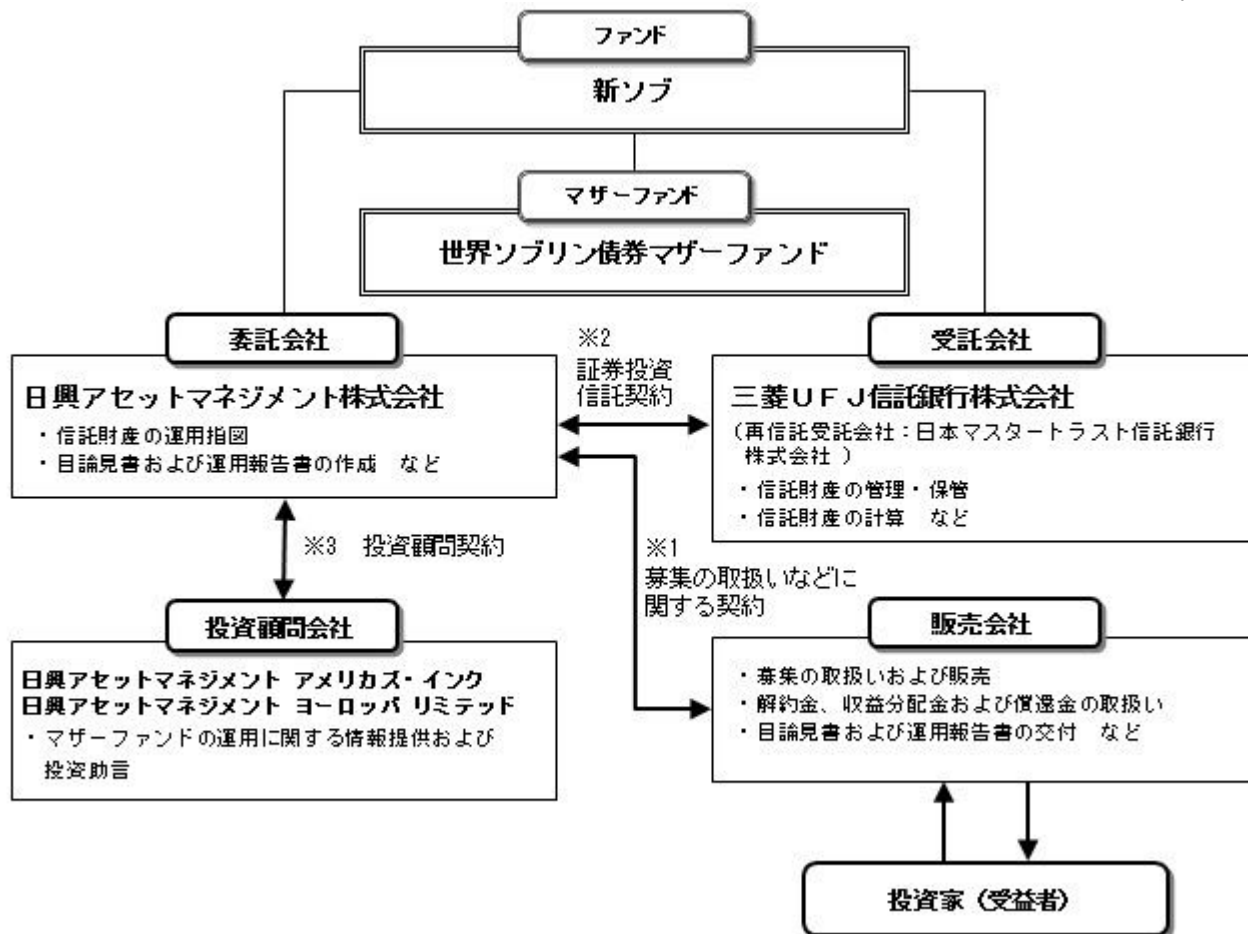 ファンド
新ソブ
マザーファンド
世界ソブリン債券マザーファンド
委託会社
日興アセットマネジメント株式会社
・信託財産の運用指図
・目論見書および運用報告書の作成 など
※2
証券投資
信託契約
受託会社
三菱UFJ信託銀行株式会社
(再信託受託会社:日本マスタートラスト信託銀行
株式会社)
・信託財産の管理・保管
・信託財産の計算 など
※3 投資顧問契約
※1
募集の取扱いなどに
関する契約
投資顧問会社
日興アセットマネジメント アメリカズ・インク
日興アセットマネジメント ヨーロッパ リミテッド
・マザーファンドの運用に関する情報提供および
投資助言
販売会社
・募集の取扱いおよび販売
・解約金、収益分配金および償還金の取扱い
・目論見書および運用報告書の交付 など
投資家(受益者)